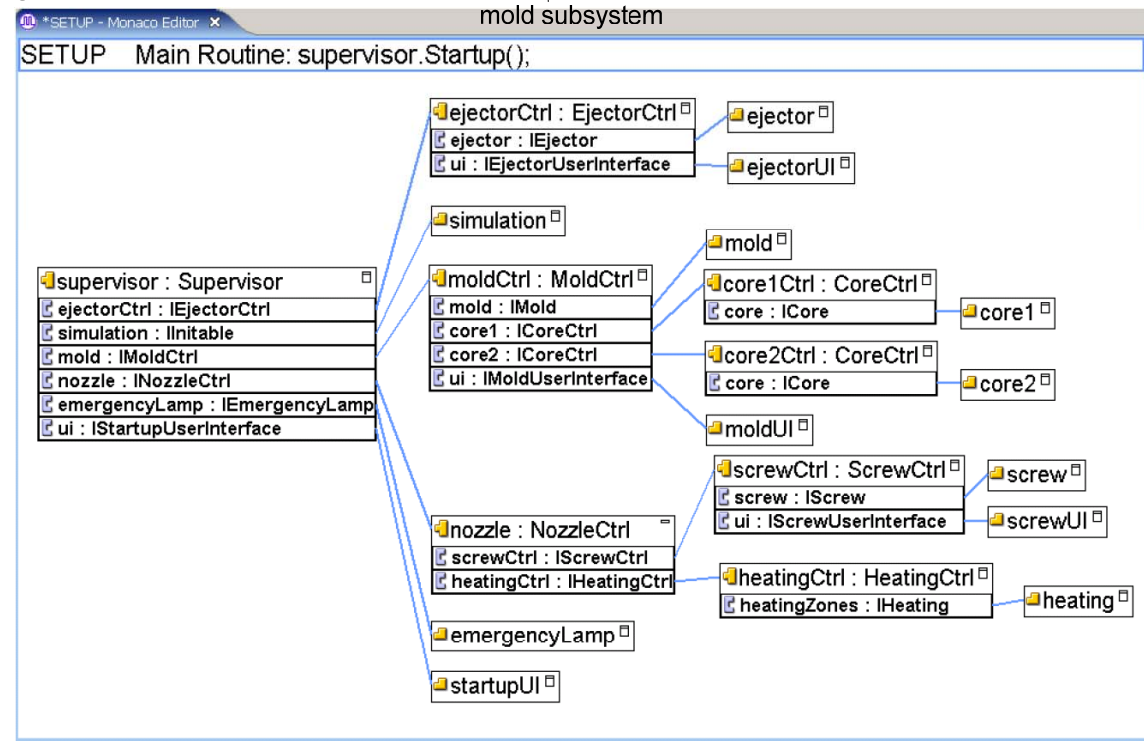 mold subsystem
*SETUP - Monaco Editor
SETUP Main Routine: supervisor.Startup();
supervisor : Supervisor
ejectorCtrl : IEjectorCtrl
simulation : IInitable
mold : IMoldCtrl
nozzle : INozzleCtrl
emergencyLamp : IEmergencyLamp
ui : IStartupUserInterface
ejectorCtrl : EjectorCtrl
ejector : IEjector
ui : IEjectorUserInterface
ejector
ejectorUI
simulation
moldCtrl : MoldCtrl
mold : IMold
core1 : ICoreCtrl
core2 : ICoreCtrl
ui : IMoldUserInterface
mold
core1Ctrl : CoreCtrl
core : ICore
core1
core2Ctrl : CoreCtrl
core : ICore
core2
moldUI
nozzle : NozzleCtrl
screwCtrl : IScrewCtrl
heatingCtrl : IHeatingCtrl
screwCtrl : ScrewCtrl
screw : IScrew
ui : IScrewUserInterface
screw
screwUI
heatingCtrl : HeatingCtrl
heatingZones : IHeating
heating
emergencyLamp
startupUI